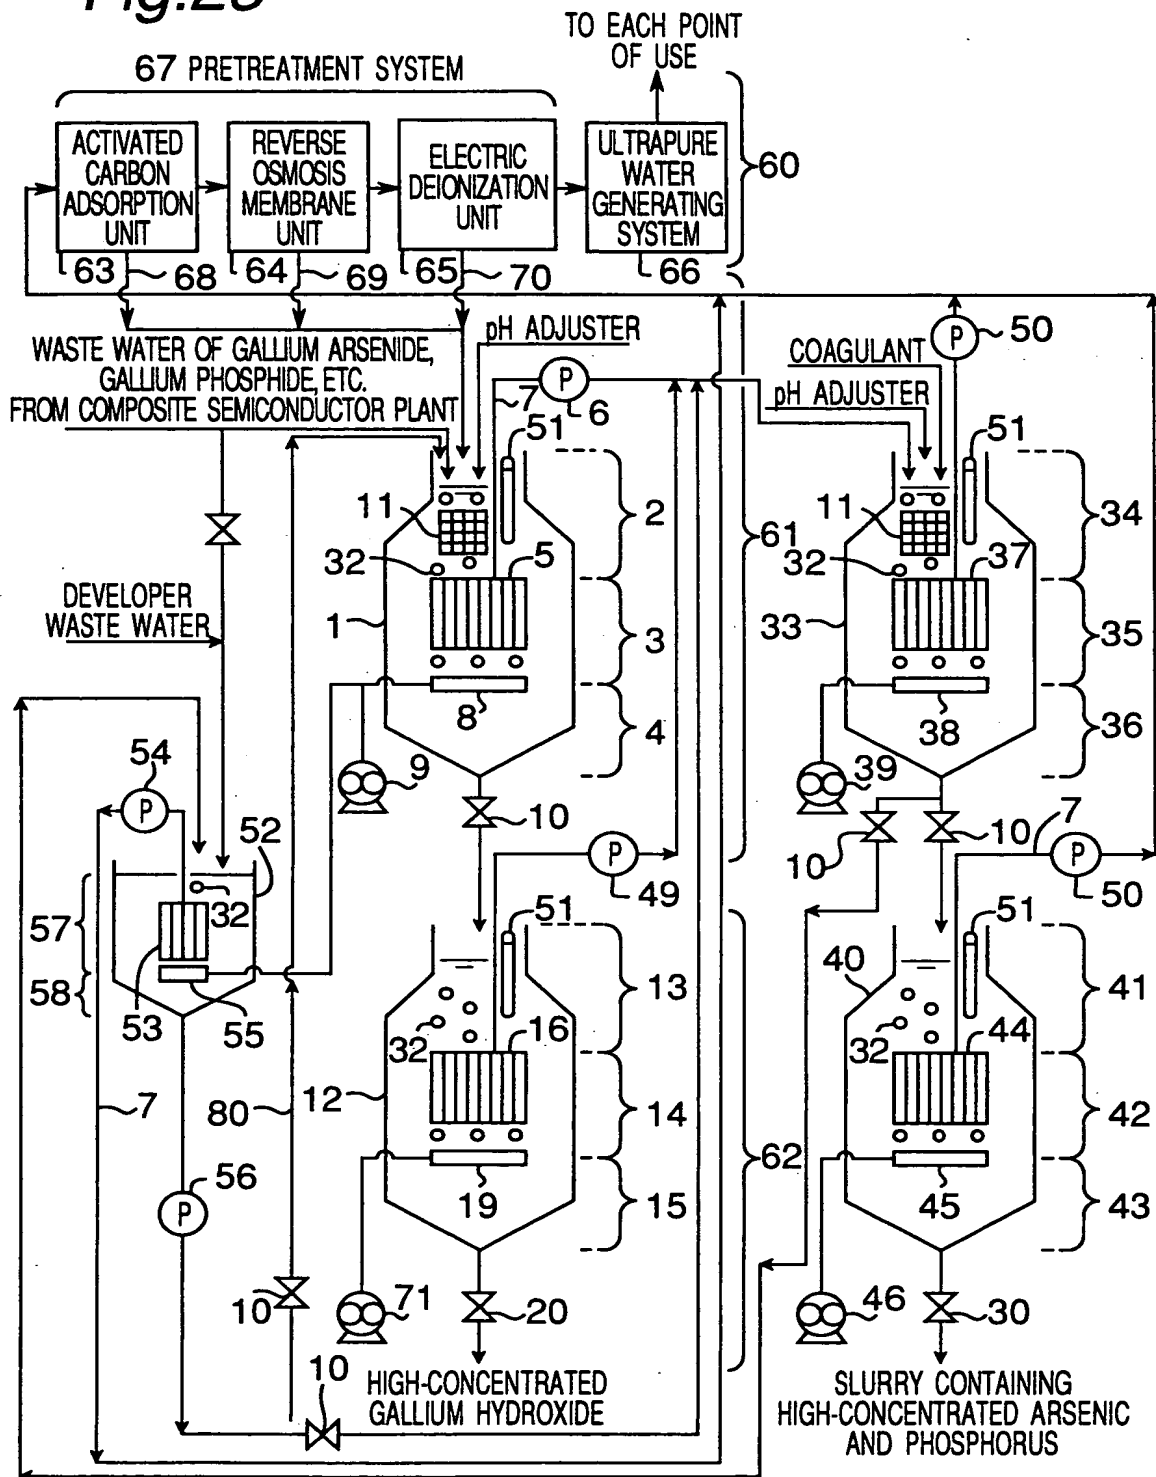 Fig.28
TO EACH POINT
OF USE
67 PRETREATMENT SYSTEM
ACTIVATED
CARBON
ADSORPTION
UNIT
REVERSE
OSMOSIS
MEMBRANE
UNIT
ELECTRIC
DEIONIZATION
UNIT
ULTRAPURE
WATER
GENERATING
SYSTEM
60
63
68
64
69
65
70
66
WASTE WATER OF GALLIUM ARSENIDE,
GALLIUM PHOSPHIDE, ETC.
FROM COMPOSITE SEMICONDUCTOR PLANT
pH ADJUSTER
P
6
7
COAGULANT
pH ADJUSTER
P
50
51
51
11
2
61
11
34
32
5
32
37
DEVELOPER
WASTE WATER
1
3
33
35
8
4
38
36
54
P
9
39
10
10
10
7
52
P
49
P
50
32
57
51
51
58
13
40
41
53
55
32
16
32
44
7
80
12
14
42
62
56
P
19
15
45
43
10
71
20
46
30
10
HIGH-CONCENTRATED
GALLIUM HYDROXIDE
SLURRY CONTAINING
HIGH-CONCENTRATED ARSENIC
AND PHOSPHORUS